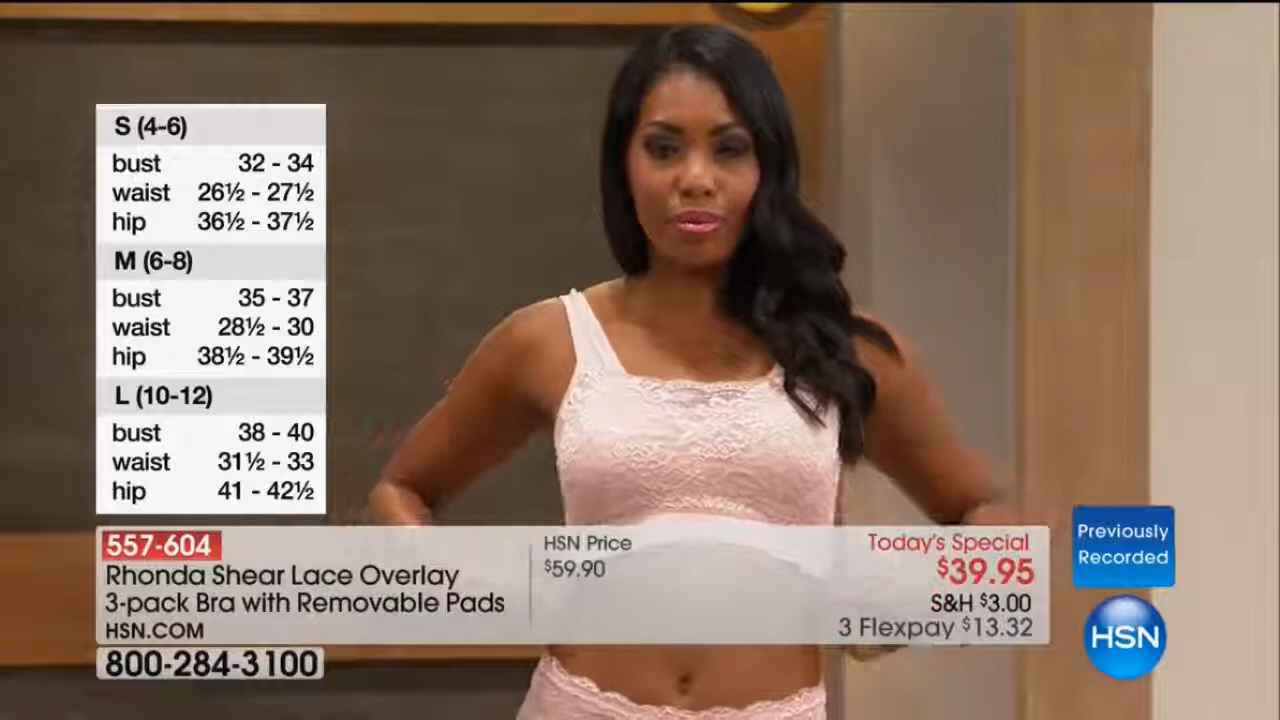 S (4-6)
bust 32 - 34
waist 26½ - 27½
hip 36½ - 37½
M (6-8)
bust 35 - 37
waist 28½ - 30
hip 38½ - 39½
L (10-12)
bust 38 - 40
waist 31½ - 33
hip 41 - 42½
557-604
Rhonda Shear Lace Overlay
3-pack Bra with Removable Pads
HSN.COM
800-284-3100
HSN Price
$59.90
Today's Special
$39.95
S&H $3.00
3 Flexpay $13.32
Previously
Recorded
HSN